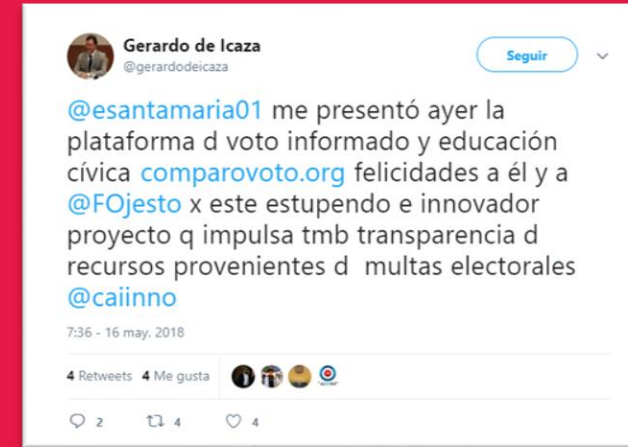 Gerardo de Icaza
@gerardodeicaza
Seguir
@esantamaria01 me presentó ayer la
plataforma d voto informado y educación
cívica comparovoto.org felicidades a él y a
@FOjesto x este estupendo e innovador
proyecto q impulsa tmb transparencia d
recursos provenientes d multas electorales
@caiinno
7:36 - 16 may. 2018
4 Retweets 4 Me gusta
2 4 4